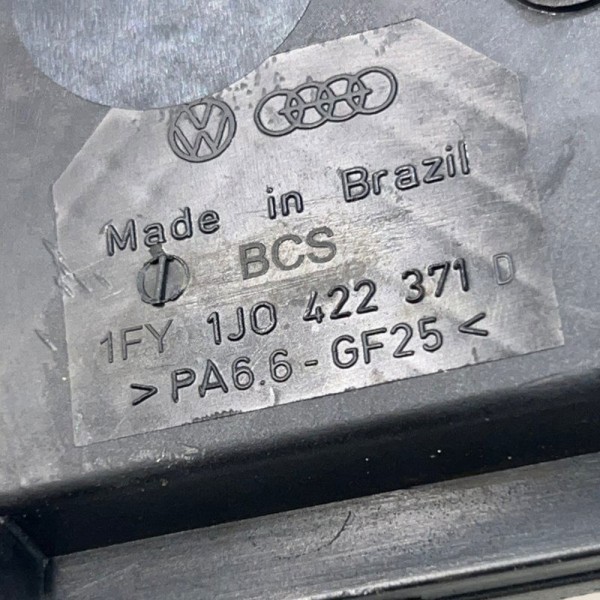 Made in Brazil
BCS
1FY 1J0 422 371 D
>PA6.6-GF25<